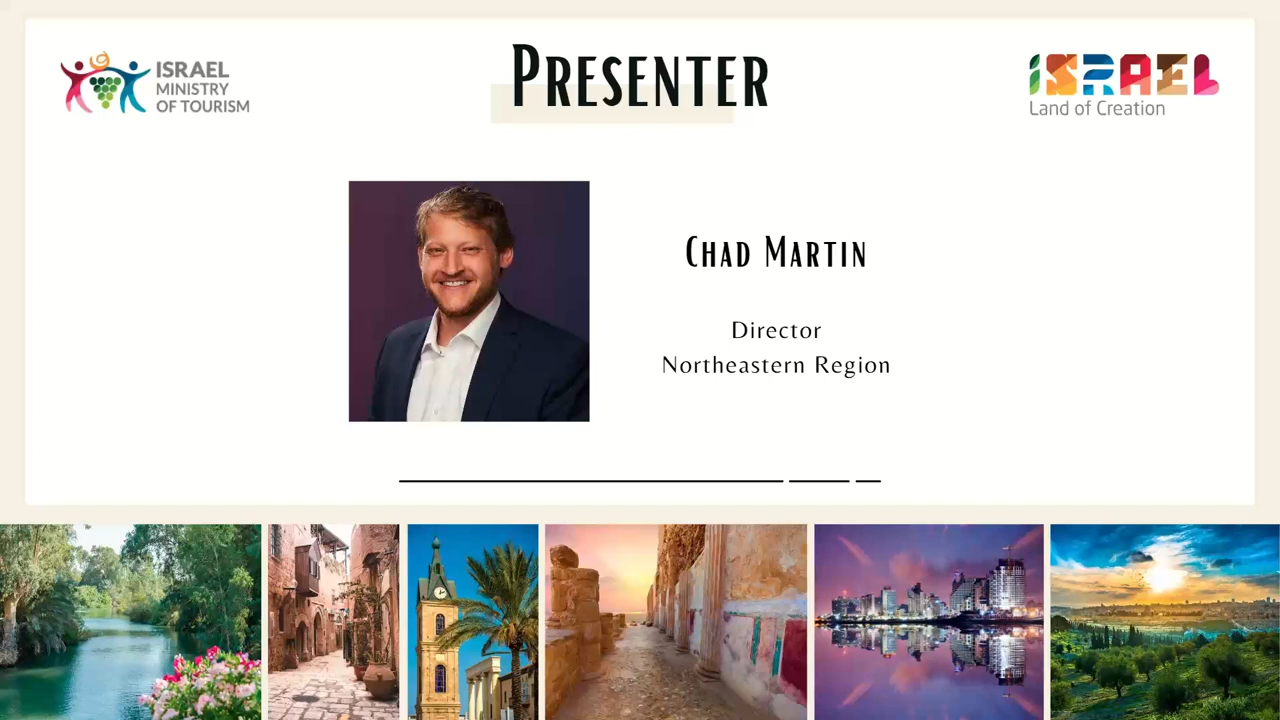 ISRAEL
MINISTRY
OF TOURISM
PRESENTER
ISRAEL
Land of Creation
CHAD MARTIN
Director
Northeastern Region